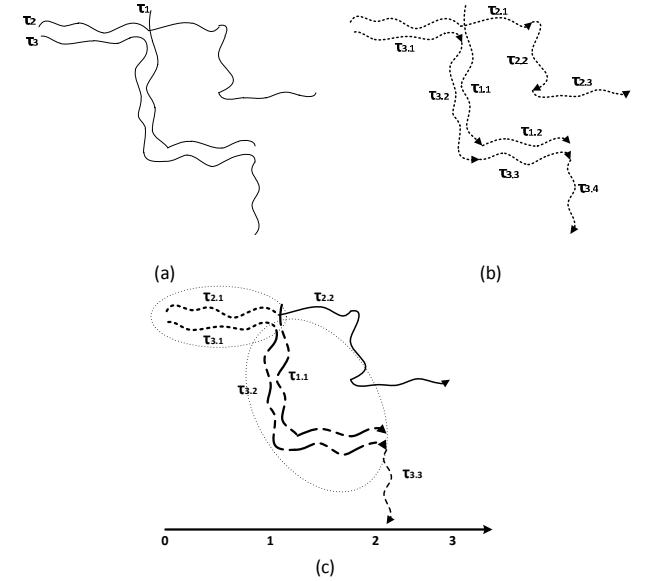 τ1
τ2
τ3
(a)
τ2.1
τ3.1
τ2.2
τ2.3
τ3.2
τ1.1
τ1.2
τ3.3
τ3.4
(b)
τ2.1
τ2.2
τ3.1
τ3.2
τ1.1
τ3.3
0 1 2 3
(c)